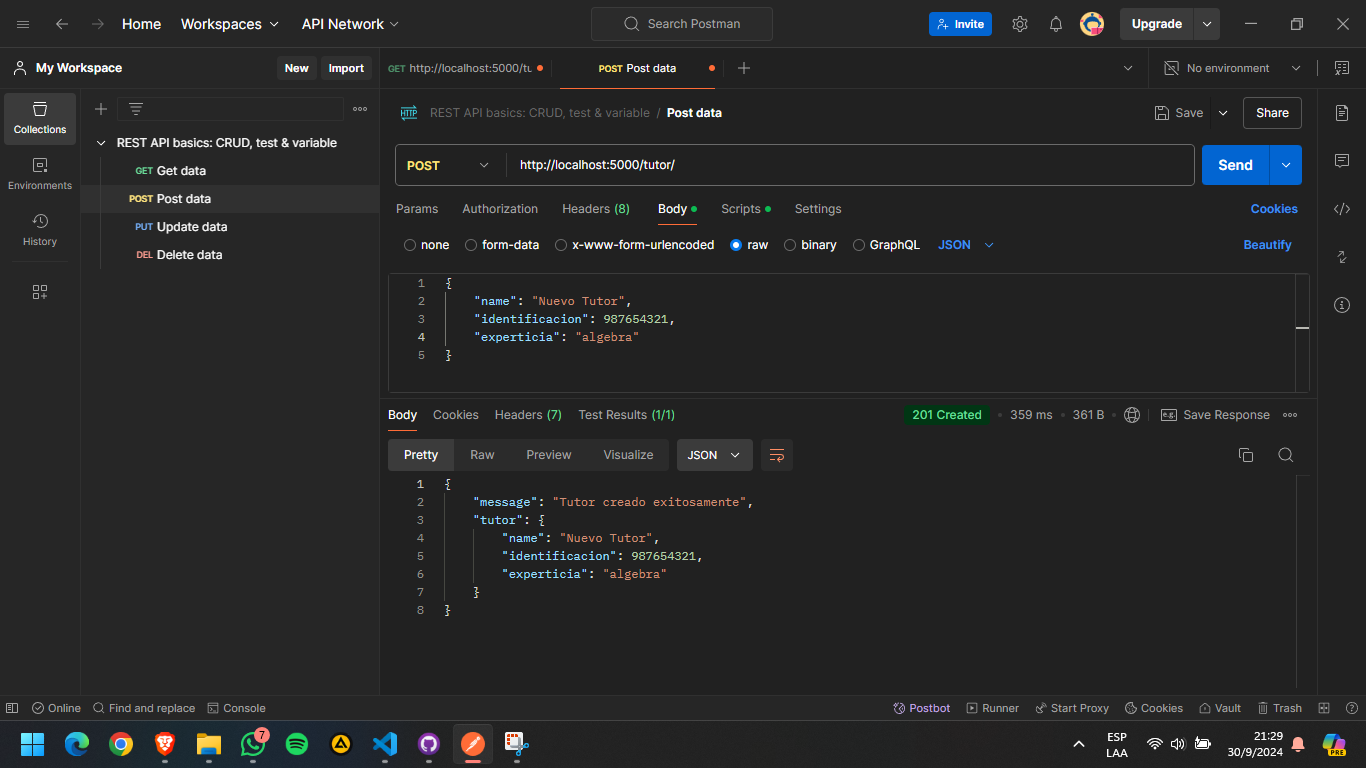 Home Workspaces API Network Search Postman Invite Upgrade
My Workspace New Import GET http://localhost:5000/tu POST Post data No environment
Collections
Environments
History
REST API basics: CRUD, test & variable
GET Get data
POST Post data
PUT Update data
DEL Delete data
HTTP REST API basics: CRUD, test & variable / Post data Save Share
POST http://localhost:5000/tutor/ Send
Params Authorization Headers (8) Body Scripts Settings Cookies
none form-data x-www-form-urlencoded raw binary GraphQL JSON Beautify
1 {
2 "name": "Nuevo Tutor",
3 "identificacion": 987654321,
4 "experticia": "algebra"
5 }
Body Cookies Headers (7) Test Results (1/1) 201 Created 359 ms 361 B e.g. Save Response
Pretty Raw Preview Visualize JSON
1 {
2 "message": "Tutor creado exitosamente",
3 "tutor": {
4 "name": "Nuevo Tutor",
5 "identificacion": 987654321,
6 "experticia": "algebra"
7 }
8 }
Online Find and replace Console Postbot Runner Start Proxy Cookies Vault Trash
7 ESP 21:29
LAA 30/9/2024 PRE